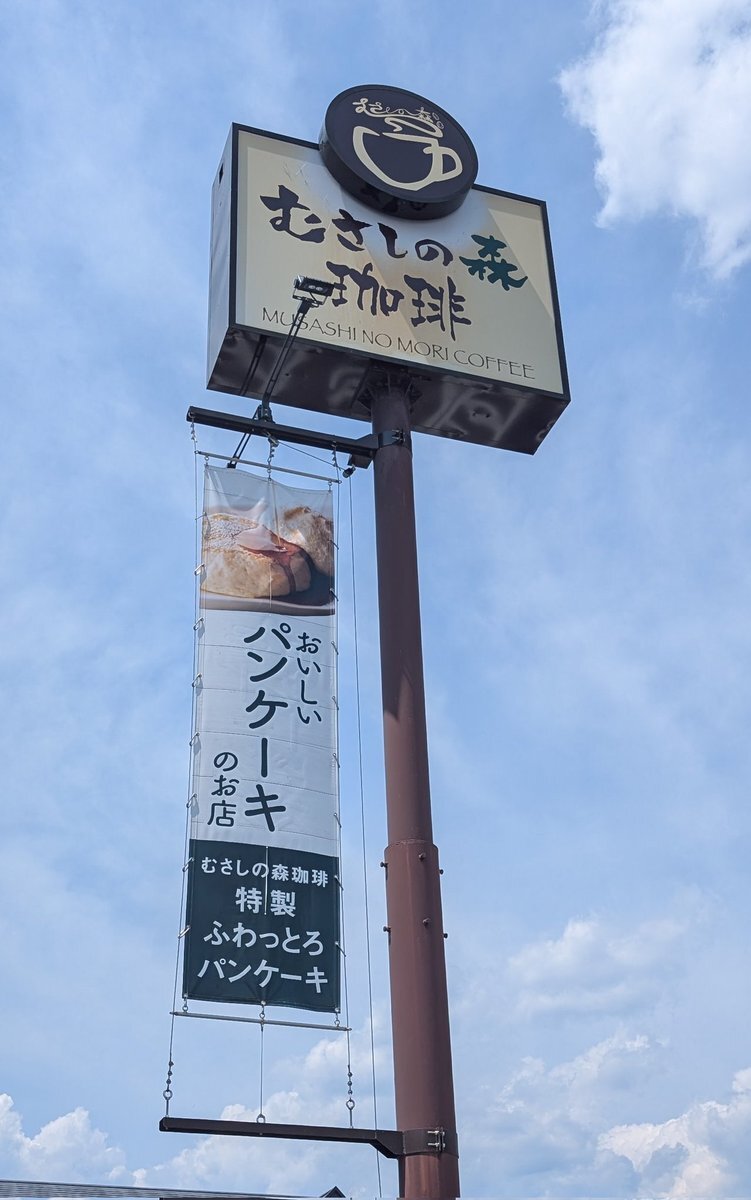 むさしの森
むさしの森
珈琲
MUSASHI NO MORI COFFEE
おいしい
パンケーキ
のお店
むさしの森珈琲
特製
ふわっとろ
パンケーキ